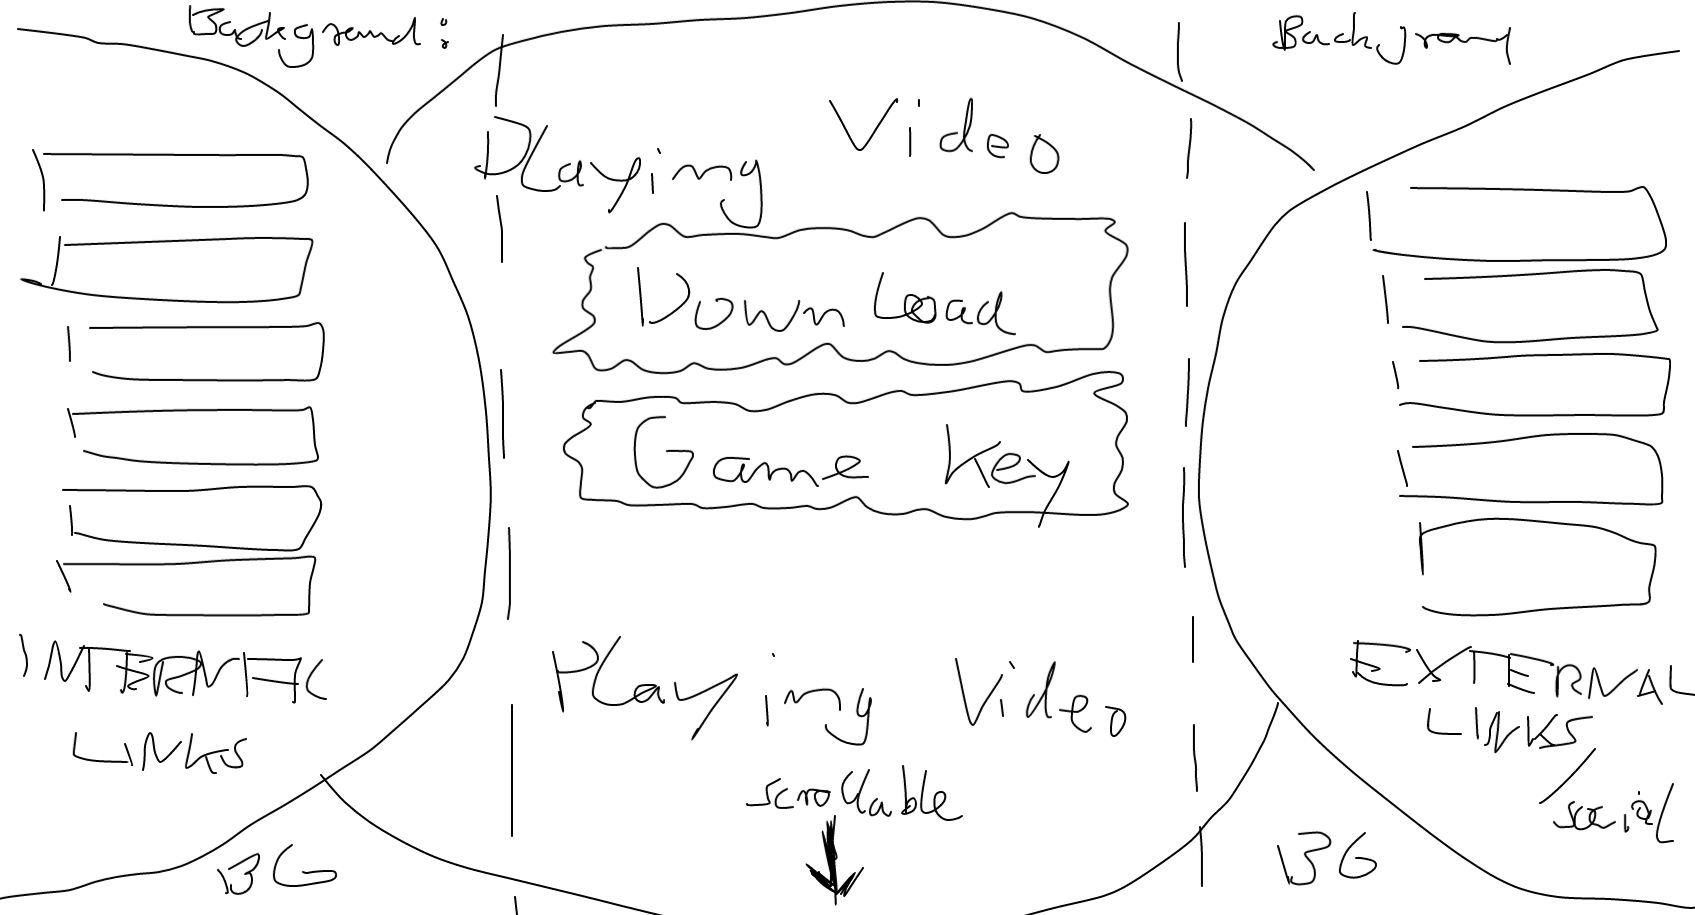 Background:
Background
Video
Playing
Download
Game Key
INTERNAL
LINKS
Playing Video
scrollable
EXTERNAL
LINKS
/social
BG
BG